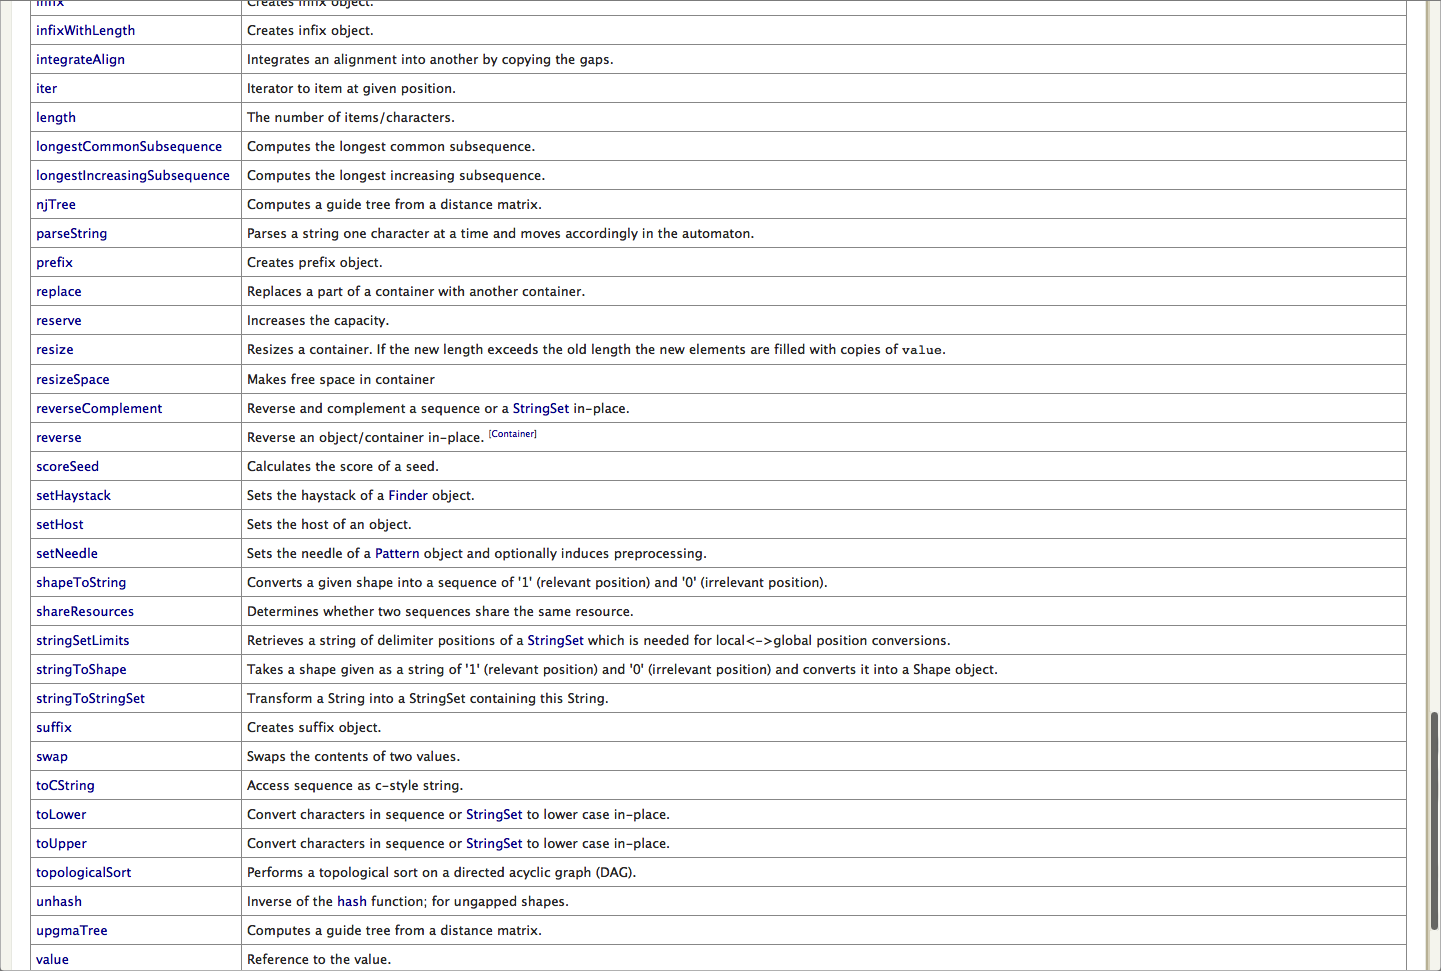 infix Creates infix object.
infixWithLength Creates infix object.
integrateAlign Integrates an alignment into another by copying the gaps.
iter Iterator to item at given position.
length The number of items/characters.
longestCommonSubsequence Computes the longest common subsequence.
longestIncreasingSubsequence Computes the longest increasing subsequence.
njTree Computes a guide tree from a distance matrix.
parseString Parses a string one character at a time and moves accordingly in the automaton.
prefix Creates prefix object.
replace Replaces a part of a container with another container.
reserve Increases the capacity.
resize Resizes a container. If the new length exceeds the old length the new elements are filled with copies of value.
resizeSpace Makes free space in container
reverseComplement Reverse and complement a sequence or a StringSet in-place.
reverse Reverse an object/container in-place. [Container]
scoreSeed Calculates the score of a seed.
setHaystack Sets the haystack of a Finder object.
setHost Sets the host of an object.
setNeedle Sets the needle of a Pattern object and optionally induces preprocessing.
shapeToString Converts a given shape into a sequence of '1' (relevant position) and '0' (irrelevant position).
shareResources Determines whether two sequences share the same resource.
stringSetLimits Retrieves a string of delimiter positions of a StringSet which is needed for local<->global position conversions.
stringToShape Takes a shape given as a string of '1' (relevant position) and '0' (irrelevant position) and converts it into a Shape object.
stringToStringSet Transform a String into a StringSet containing this String.
suffix Creates suffix object.
swap Swaps the contents of two values.
toCString Access sequence as c-style string.
toLower Convert characters in sequence or StringSet to lower case in-place.
toUpper Convert characters in sequence or StringSet to lower case in-place.
topologicalSort Performs a topological sort on a directed acyclic graph (DAG).
unhash Inverse of the hash function; for ungapped shapes.
upgmaTree Computes a guide tree from a distance matrix.
value Reference to the value.